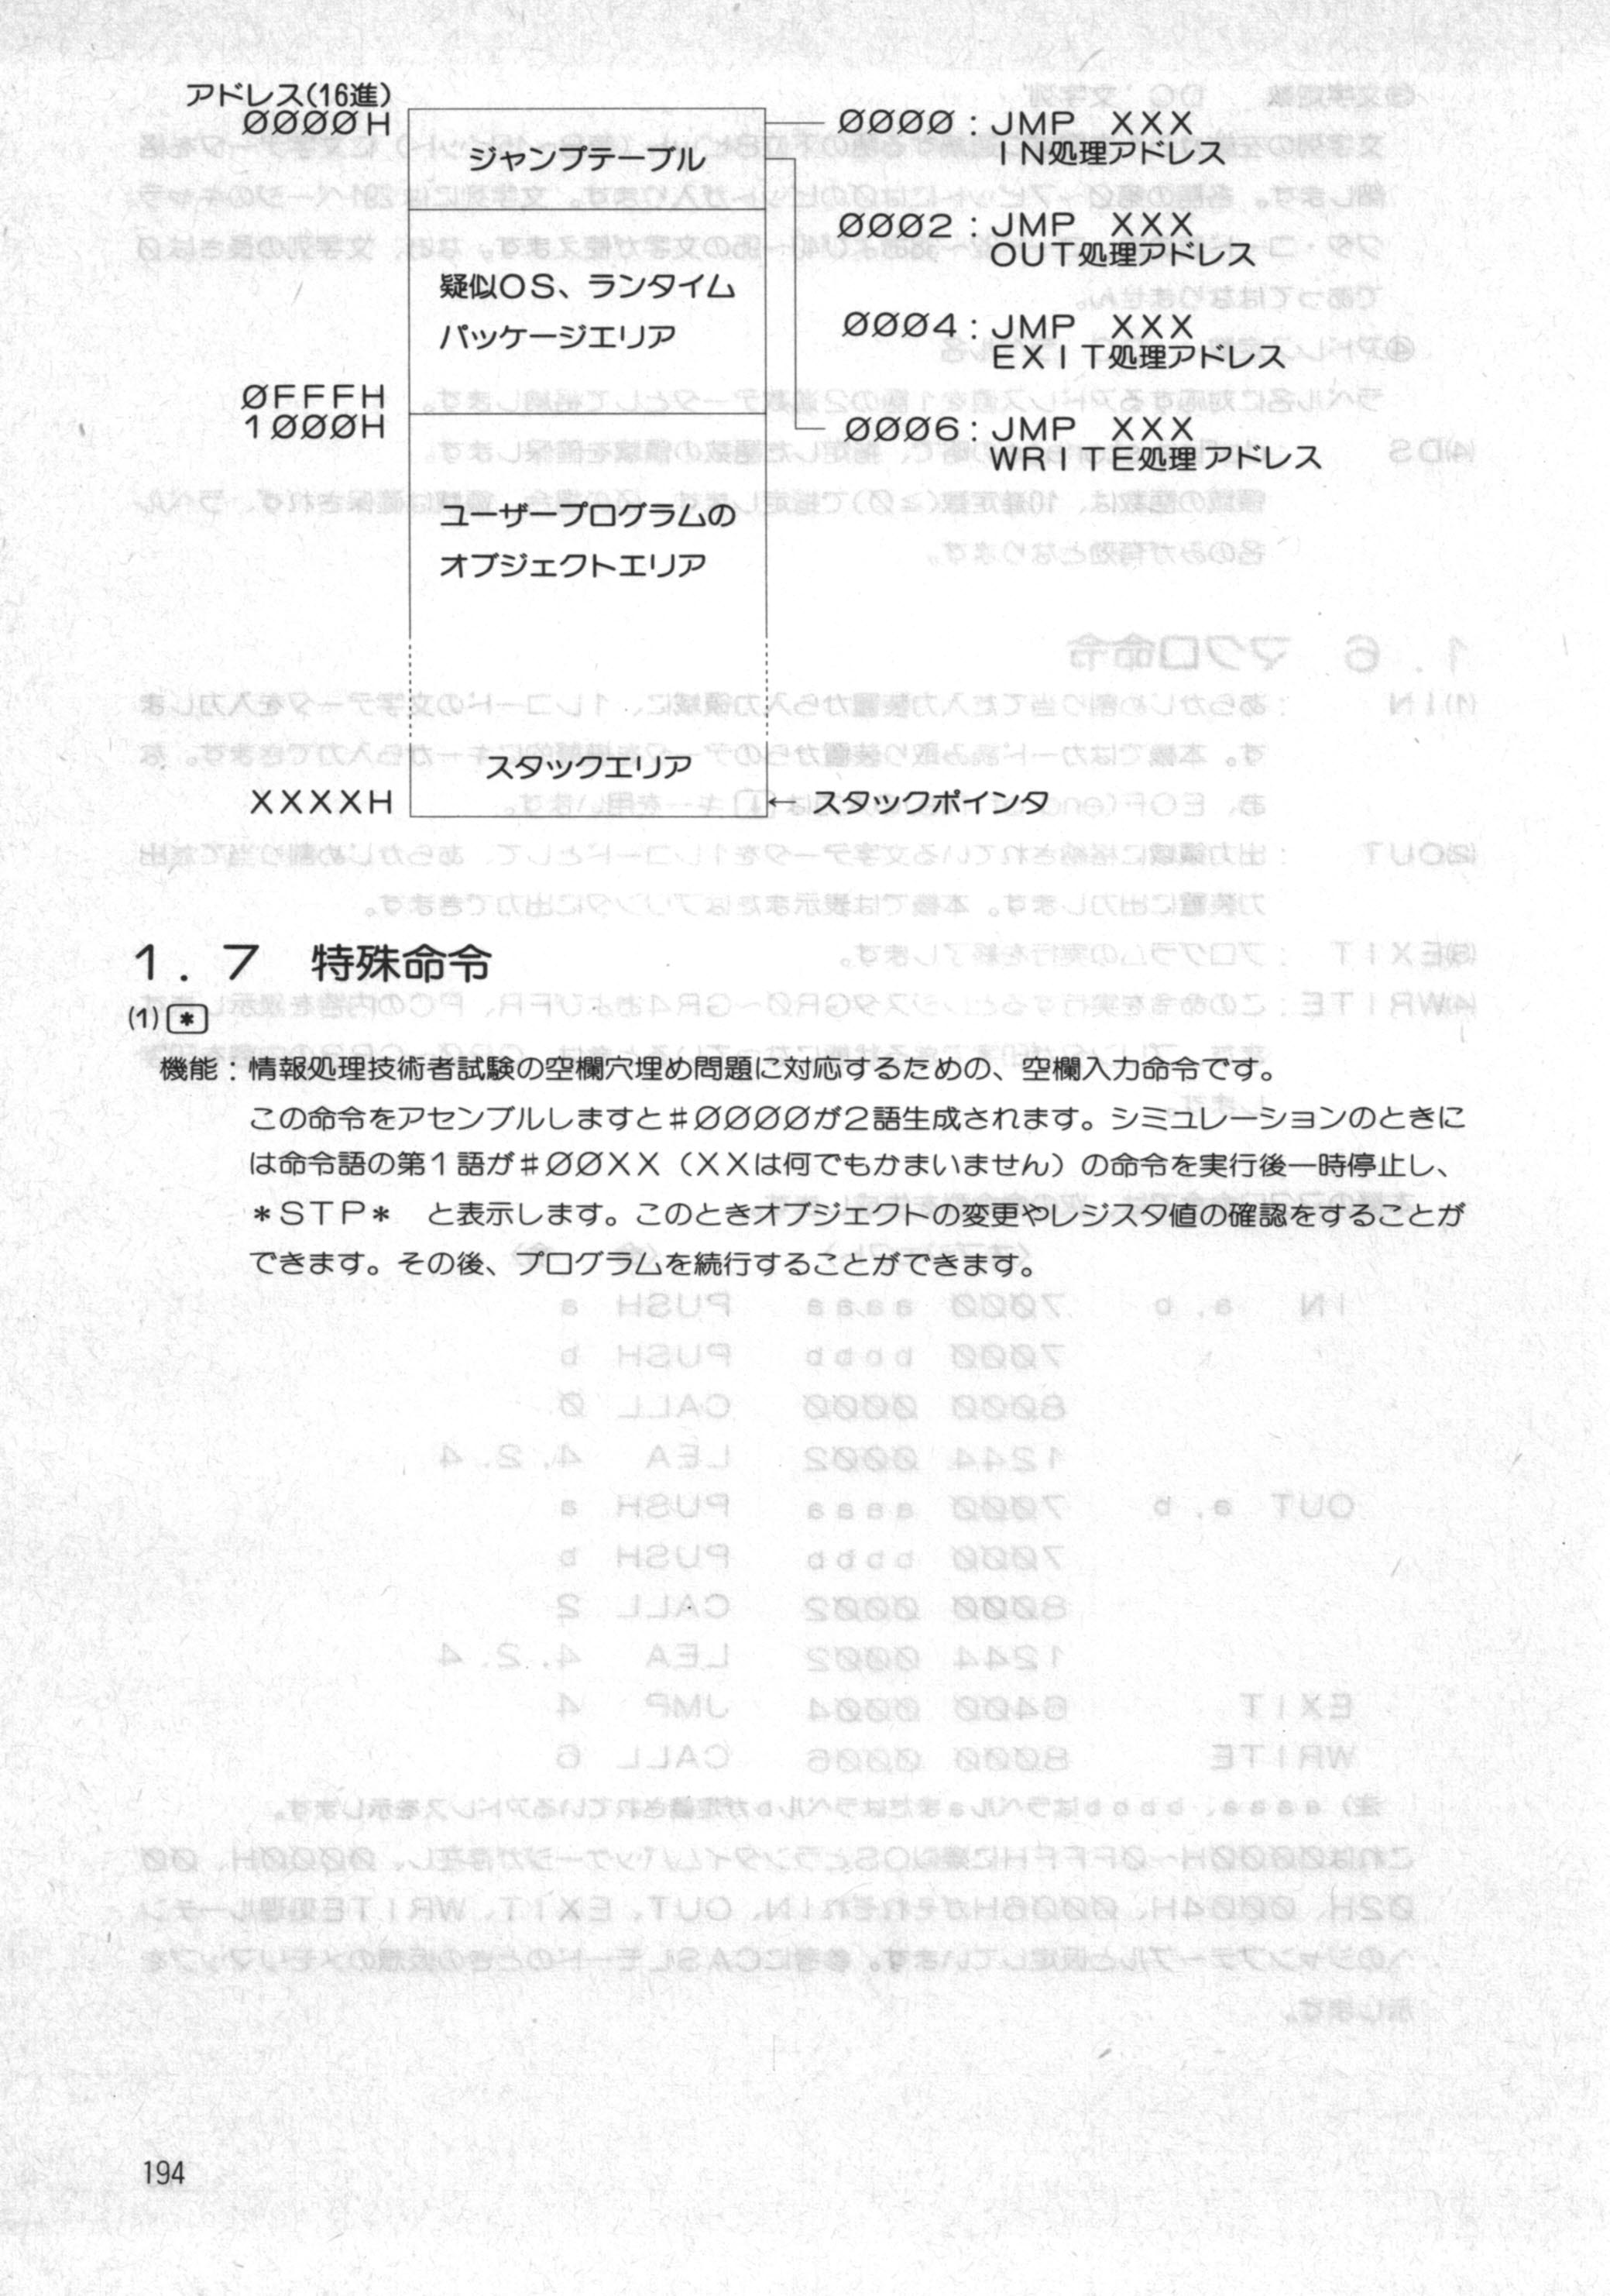 アドレス(16進)
ØØØØH
ジャンプテーブル
疑似OS、ランタイム
パッケージエリア
ØFFFH
1ØØØH
ユーザープログラムの
オブジェクトエリア
スタックエリア
XXXXH
← スタックポインタ
ØØØØ：JMP XXX
IN処理アドレス
ØØØ2：JMP XXX
OUT処理アドレス
ØØØ4：JMP XXX
EXIT処理アドレス
ØØØ6：JMP XXX
WRITE処理アドレス
1．7 特殊命令
(1) *
機能：情報処理技術者試験の空欄穴埋め問題に対応するための、空欄入力命令です。
この命令をアセンブルしますと＃ØØØØが2語生成されます。シミュレーションのときに
は命令語の第1語が＃ØØXX（XXは何でもかまいません）の命令を実行後一時停止し、
＊STP＊ と表示します。このときオブジェクトの変更やレジスタ値の確認をすることが
できます。その後、プログラムを続行することができます。
194